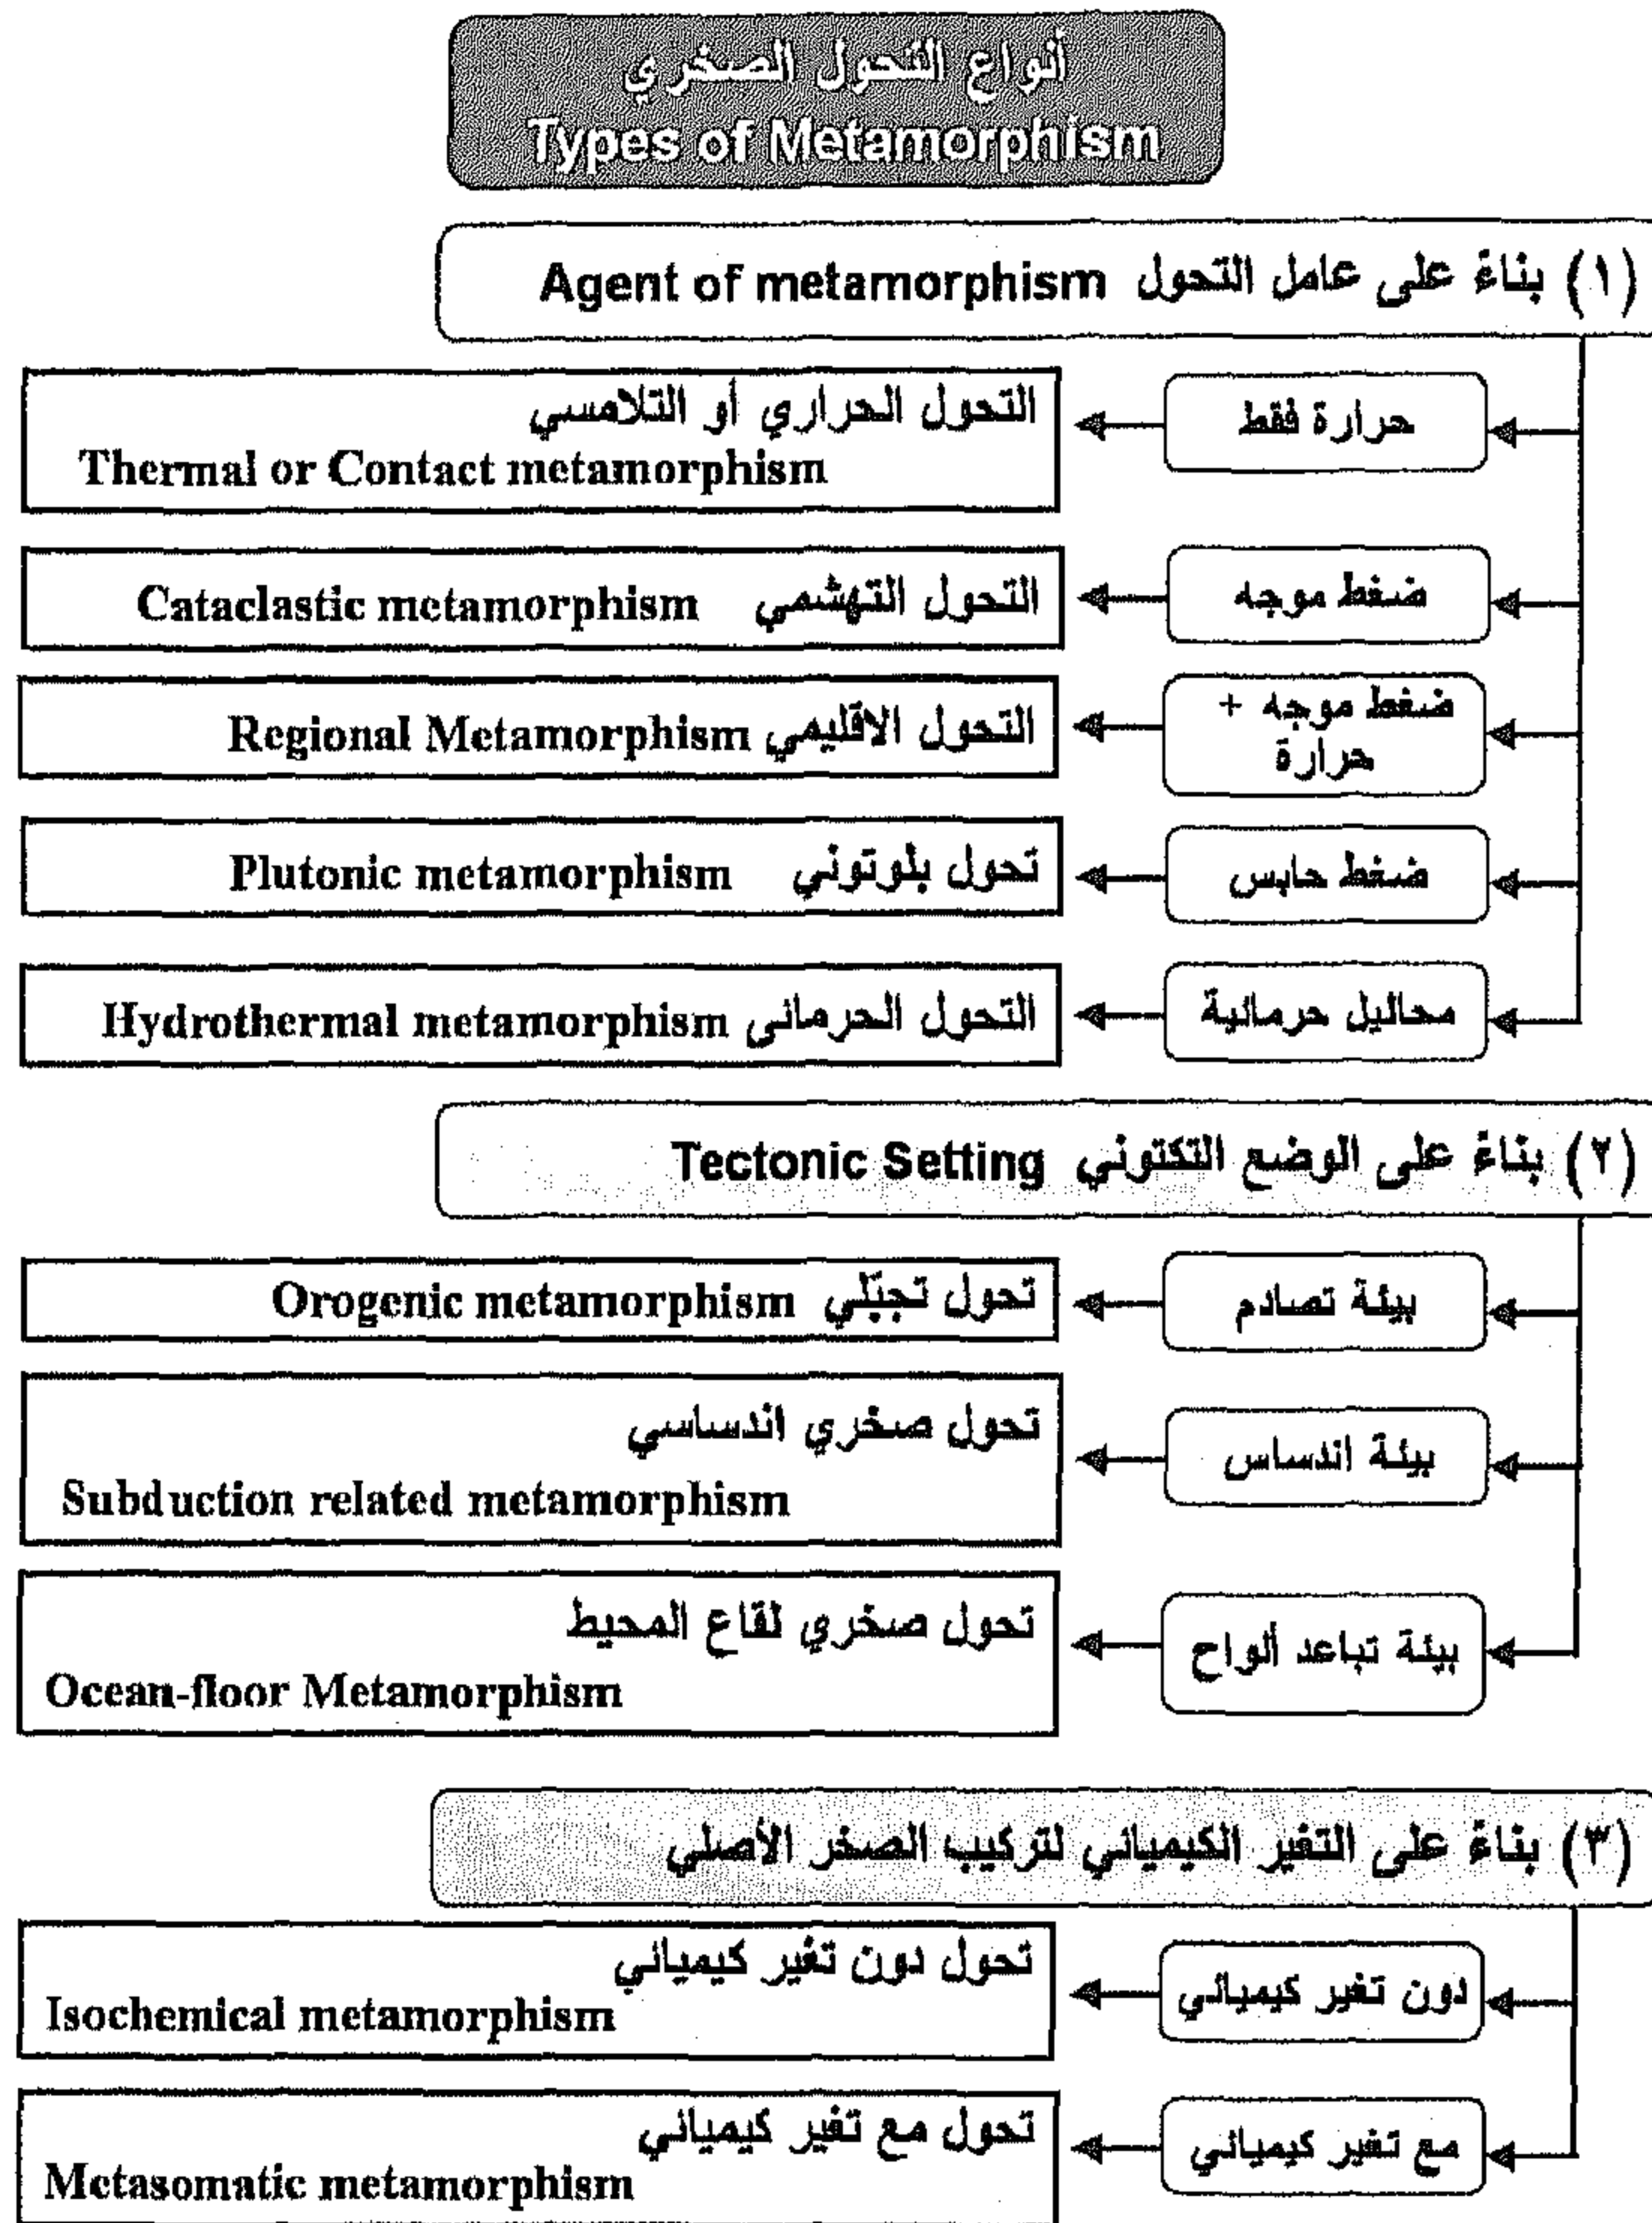 أنواع التحول الصخري
Types of Metamorphism
(١) بناءً على عامل التحول Agent of metamorphism
حرارة فقط
التحول الحراري أو التلامسي
Thermal or Contact metamorphism
ضغط موجه
التحول التهشمي Cataclastic metamorphism
ضغط موجه +
حرارة
التحول الاقليمي Regional Metamorphism
ضغط حابس
تحول بلوتوني Plutonic metamorphism
محاليل حرمائية
التحول الحرمائى Hydrothermal metamorphism
(٢) بناءً على الوضع التكتوني Tectonic Setting
بيئة تصادم
تحول تجبّلي Orogenic metamorphism
بيئة اندساس
تحول صخري اندساسي
Subduction related metamorphism
بيئة تباعد ألواح
تحول صخري لقاع المحيط
Ocean-floor Metamorphism
(٣) بناءً على التغير الكيميائي لتركيب الصخر الأصلي
دون تغير كيميائي
تحول دون تغير كيميائي
Isochemical metamorphism
مع تغير كيميائي
تحول مع تغير كيميائي
Metasomatic metamorphism